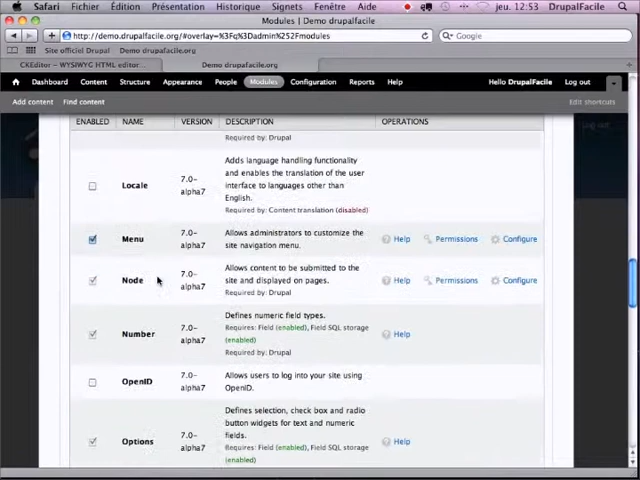 Safari Fichier Édition Présentation Historique Signets Fenêtre Aide jeu. 12:53 DrupalFacile
Modules | Demo drupalfacile
http://demo.drupalfacile.org/#overlay=%3Fq%3Dadmin%252Fmodules
Google
Site officiel Drupal Demo drupalfacile.org
CKEditor – WYSIWYG HTML editor... Demo drupalfacile.org
Dashboard Content Structure Appearance People Modules Configuration Reports Help Hello DrupalFacile Log out
Add content Find content Edit shortcuts
Log out
ENABLED NAME VERSION DESCRIPTION OPERATIONS
Required by: Drupal
Locale 7.0-alpha7 Adds language handling functionality
and enables the translation of the user
interface to languages other than
English.
Required by: Content translation (disabled)
Menu 7.0-alpha7 Allows administrators to customize the
site navigation menu.
Help Permissions Configure
Node 7.0-alpha7 Allows content to be submitted to the
site and displayed on pages.
Required by: Drupal
Help Permissions Configure
Number 7.0-alpha7 Defines numeric field types.
Requires: Field (enabled), Field SQL storage
(enabled)
Required by: Drupal
Help
OpenID 7.0-alpha7 Allows users to log into your site using
OpenID.
Options 7.0-alpha7 Defines selection, check box and radio
button widgets for text and numeric
fields.
Requires: Field (enabled), Field SQL storage
(enabled)
Help